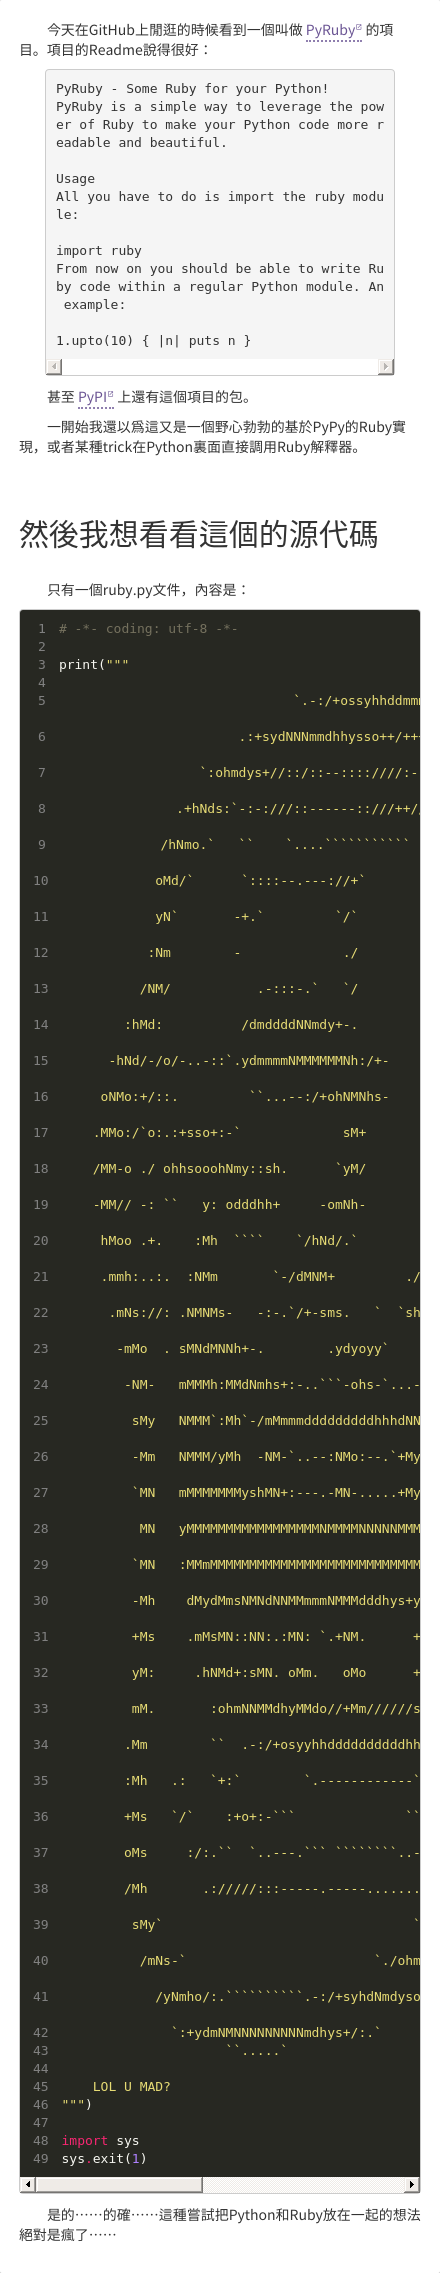 今天在GitHub上閒逛的時候看到一個叫做 PyRuby 的項
目。項目的Readme說得很好：
PyRuby - Some Ruby for your Python!
PyRuby is a simple way to leverage the pow
er of Ruby to make your Python code more r
eadable and beautiful.
Usage
All you have to do is import the ruby modu
le:
import ruby
From now on you should be able to write Ru
by code within a regular Python module. An
 example:
1.upto(10) { |n| puts n }
甚至 PyPI 上還有這個項目的包。
一開始我還以爲這又是一個野心勃勃的基於PyPy的Ruby實
現，或者某種trick在Python裏面直接調用Ruby解釋器。
然後我想看看這個的源代碼
只有一個ruby.py文件，內容是：
1 # -*- coding: utf-8 -*-
2
3 print("""
4
5                               `.-:/+ossyhhddmm
6                        .:+sydNNNmmdhhysso++/++
7                   `:ohmdys+//::/::--::::////:-
8                .+hNds:`-:-:///::------::///++/
9              /hNmo.`   ``    `....```````````
10             oMd/`      `::::--.---://+`
11             yN`       -+.`         `/`
12            :Nm        -             ./
13           /NM/           .-:::-.`   `/
14         :hMd:          /dmddddNNmdy+-.
15       -hNd/-/o/-..-::`.ydmmmmNMMMMMMNh:/+-
16      oNMo:+/::.         ``...--:/+ohNMNhs-
17     .MMo:/`o:.:+sso+:-`             sM+
18     /MM-o ./ ohhsooohNmy::sh.      `yM/
19     -MM// -: ``   y: odddhh+     -omNh-
20      hMoo .+.    :Mh  ````    `/hNd/.`
21      .mmh:..:.  :NMm       `-/dMNM+         ./
22       .mNs://: .NMNMs-   -:-.`/+-sms.   `  `sh
23        -mMo  . sMNdMNNh+-.        .ydyoyy`
24         -NM-   mMMMh:MMdNmhs+:-..```-ohs-`...-
25          sMy   NMMM`:Mh`-/mMmmmdddddddddhhhdNN
26          -Mm   NMMM/yMh  -NM-`..--:NMo:--.`+My
27          `MN   mMMMMMMMyshMN+:---.-MN-.....+My
28           MN   yMMMMMMMMMMMMMMMMMNMMMMNNNNNMMM
29          `MN   :MMmMMMMMMMMMMMMMMMMMMMMMMMMMMM
30          -Mh    dMydMmsNMNdNNMMmmmNMMMdddhys+y
31          +Ms    .mMsMN::NN:.:MN: `.+NM.      +
32          yM:     .hNMd+:sMN. oMm.   oMo      +
33          mM.       :ohmNNMMdhyMMdo//+Mm//////s
34         .Mm        ``  .-:/+osyyhhddddddddddhh
35         :Mh   .:   `+:`        `.------------`
36         +Ms   `/`    :+o+:-```              ``
37         oMs     :/:.``  `..---.``` ````````..-
38         /Mh       .://///:::-----.-----.......
39          sMy`                                `
40           /mNs-`                        `./ohm
41             /yNmho/:.``````````.-:/+syhdNmdyso
42               `:+ydmNMNNNNNNNNNmdhys+/:.`
43                      ``.....`
44
45     LOL U MAD?
46 """)
47
48 import sys
49 sys.exit(1)
是的⋯⋯的確⋯⋯這種嘗試把Python和Ruby放在一起的想法
絕對是瘋了⋯⋯